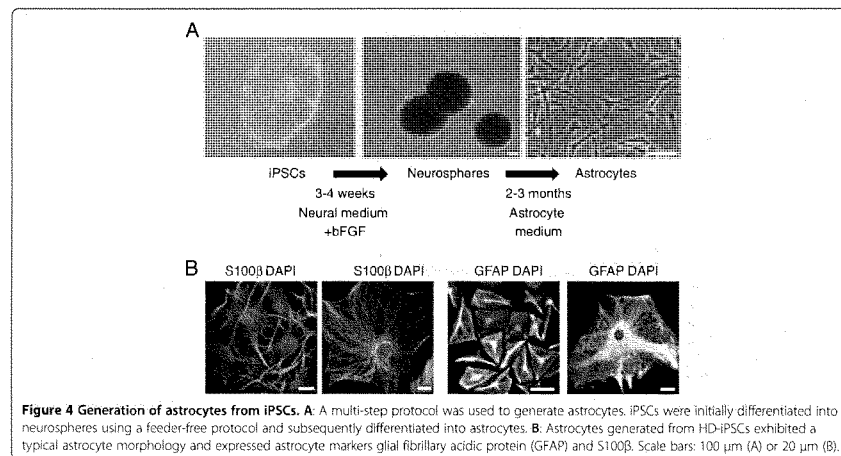 A
iPSCs Neurospheres Astrocytes
3-4 weeks 2-3 months
Neural medium Astrocyte
+bFGF medium
B
S100β DAPI S100β DAPI GFAP DAPI GFAP DAPI
Figure 4 Generation of astrocytes from iPSCs. A: A multi-step protocol was used to generate astrocytes. iPSCs were initially differentiated into
neurospheres using a feeder-free protocol and subsequently differentiated into astrocytes. B: Astrocytes generated from HD-iPSCs exhibited a
typical astrocyte morphology and expressed astrocyte markers glial fibrillary acidic protein (GFAP) and S100β. Scale bars: 100 μm (A) or 20 μm (B).